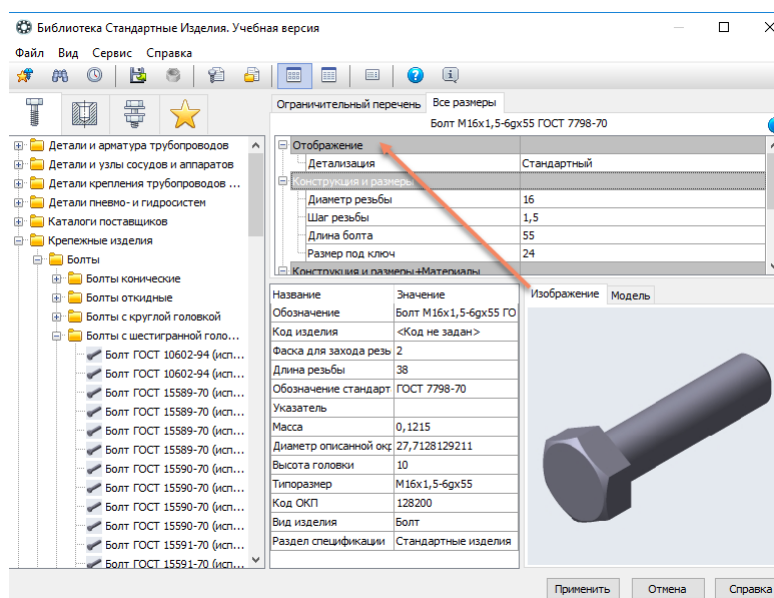 Библиотека Стандартные Изделия. Учебная версия
Файл Вид Сервис Справка
Ограничительный перечень Все размеры
Болт М16х1,5-6gx55 ГОСТ 7798-70
Отображение
Детализация Стандартный
Конструкция и размеры
Диаметр резьбы 16
Шаг резьбы 1,5
Длина болта 55
Размер под ключ 24
Конструкция и размеры+Материалы
Детали и арматура трубопроводов
Детали и узлы сосудов и аппаратов
Детали крепления трубопроводов ...
Детали пневмо- и гидросистем
Каталоги поставщиков
Крепежные изделия
Болты
Болты конические
Болты откидные
Болты с круглой головкой
Болты с шестигранной голо...
Болт ГОСТ 10602-94 (исп...
Болт ГОСТ 10602-94 (исп...
Болт ГОСТ 15589-70 (исп...
Болт ГОСТ 15589-70 (исп...
Болт ГОСТ 15589-70 (исп...
Болт ГОСТ 15589-70 (исп...
Болт ГОСТ 15590-70 (исп...
Болт ГОСТ 15590-70 (исп...
Болт ГОСТ 15590-70 (исп...
Болт ГОСТ 15590-70 (исп...
Болт ГОСТ 15591-70 (исп...
Болт ГОСТ 15591-70 (исп...
Название Значение
Обозначение Болт М16х1,5-6gx55 ГО
Код изделия <Код не задан>
Фаска для захода резь 2
Длина резьбы 38
Обозначение стандарт ГОСТ 7798-70
Указатель
Масса 0,1215
Диаметр описанной окр 27,7128129211
Высота головки 10
Типоразмер М16х1,5-6gx55
Код ОКП 128200
Вид изделия Болт
Раздел спецификации Стандартные изделия
Изображение Модель
Применить Отмена Справка